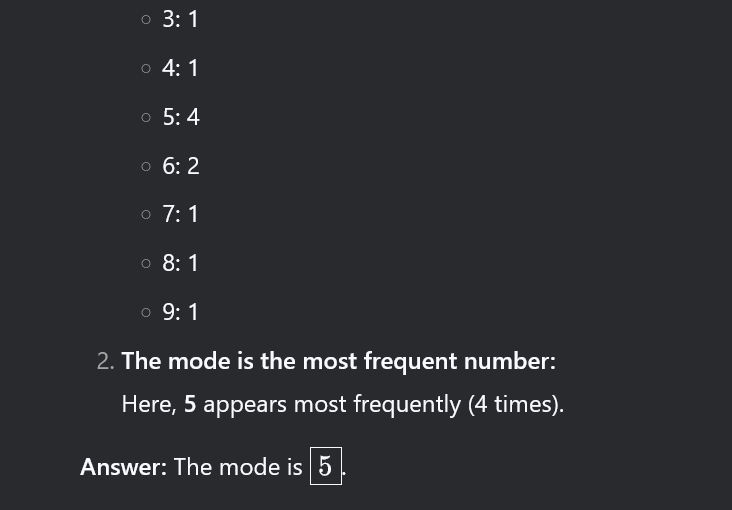 ○ 3: 1
○ 4: 1
○ 5: 4
○ 6: 2
○ 7: 1
○ 8: 1
○ 9: 1
2. The mode is the most frequent number:
Here, 5 appears most frequently (4 times).
Answer: The mode is 5.